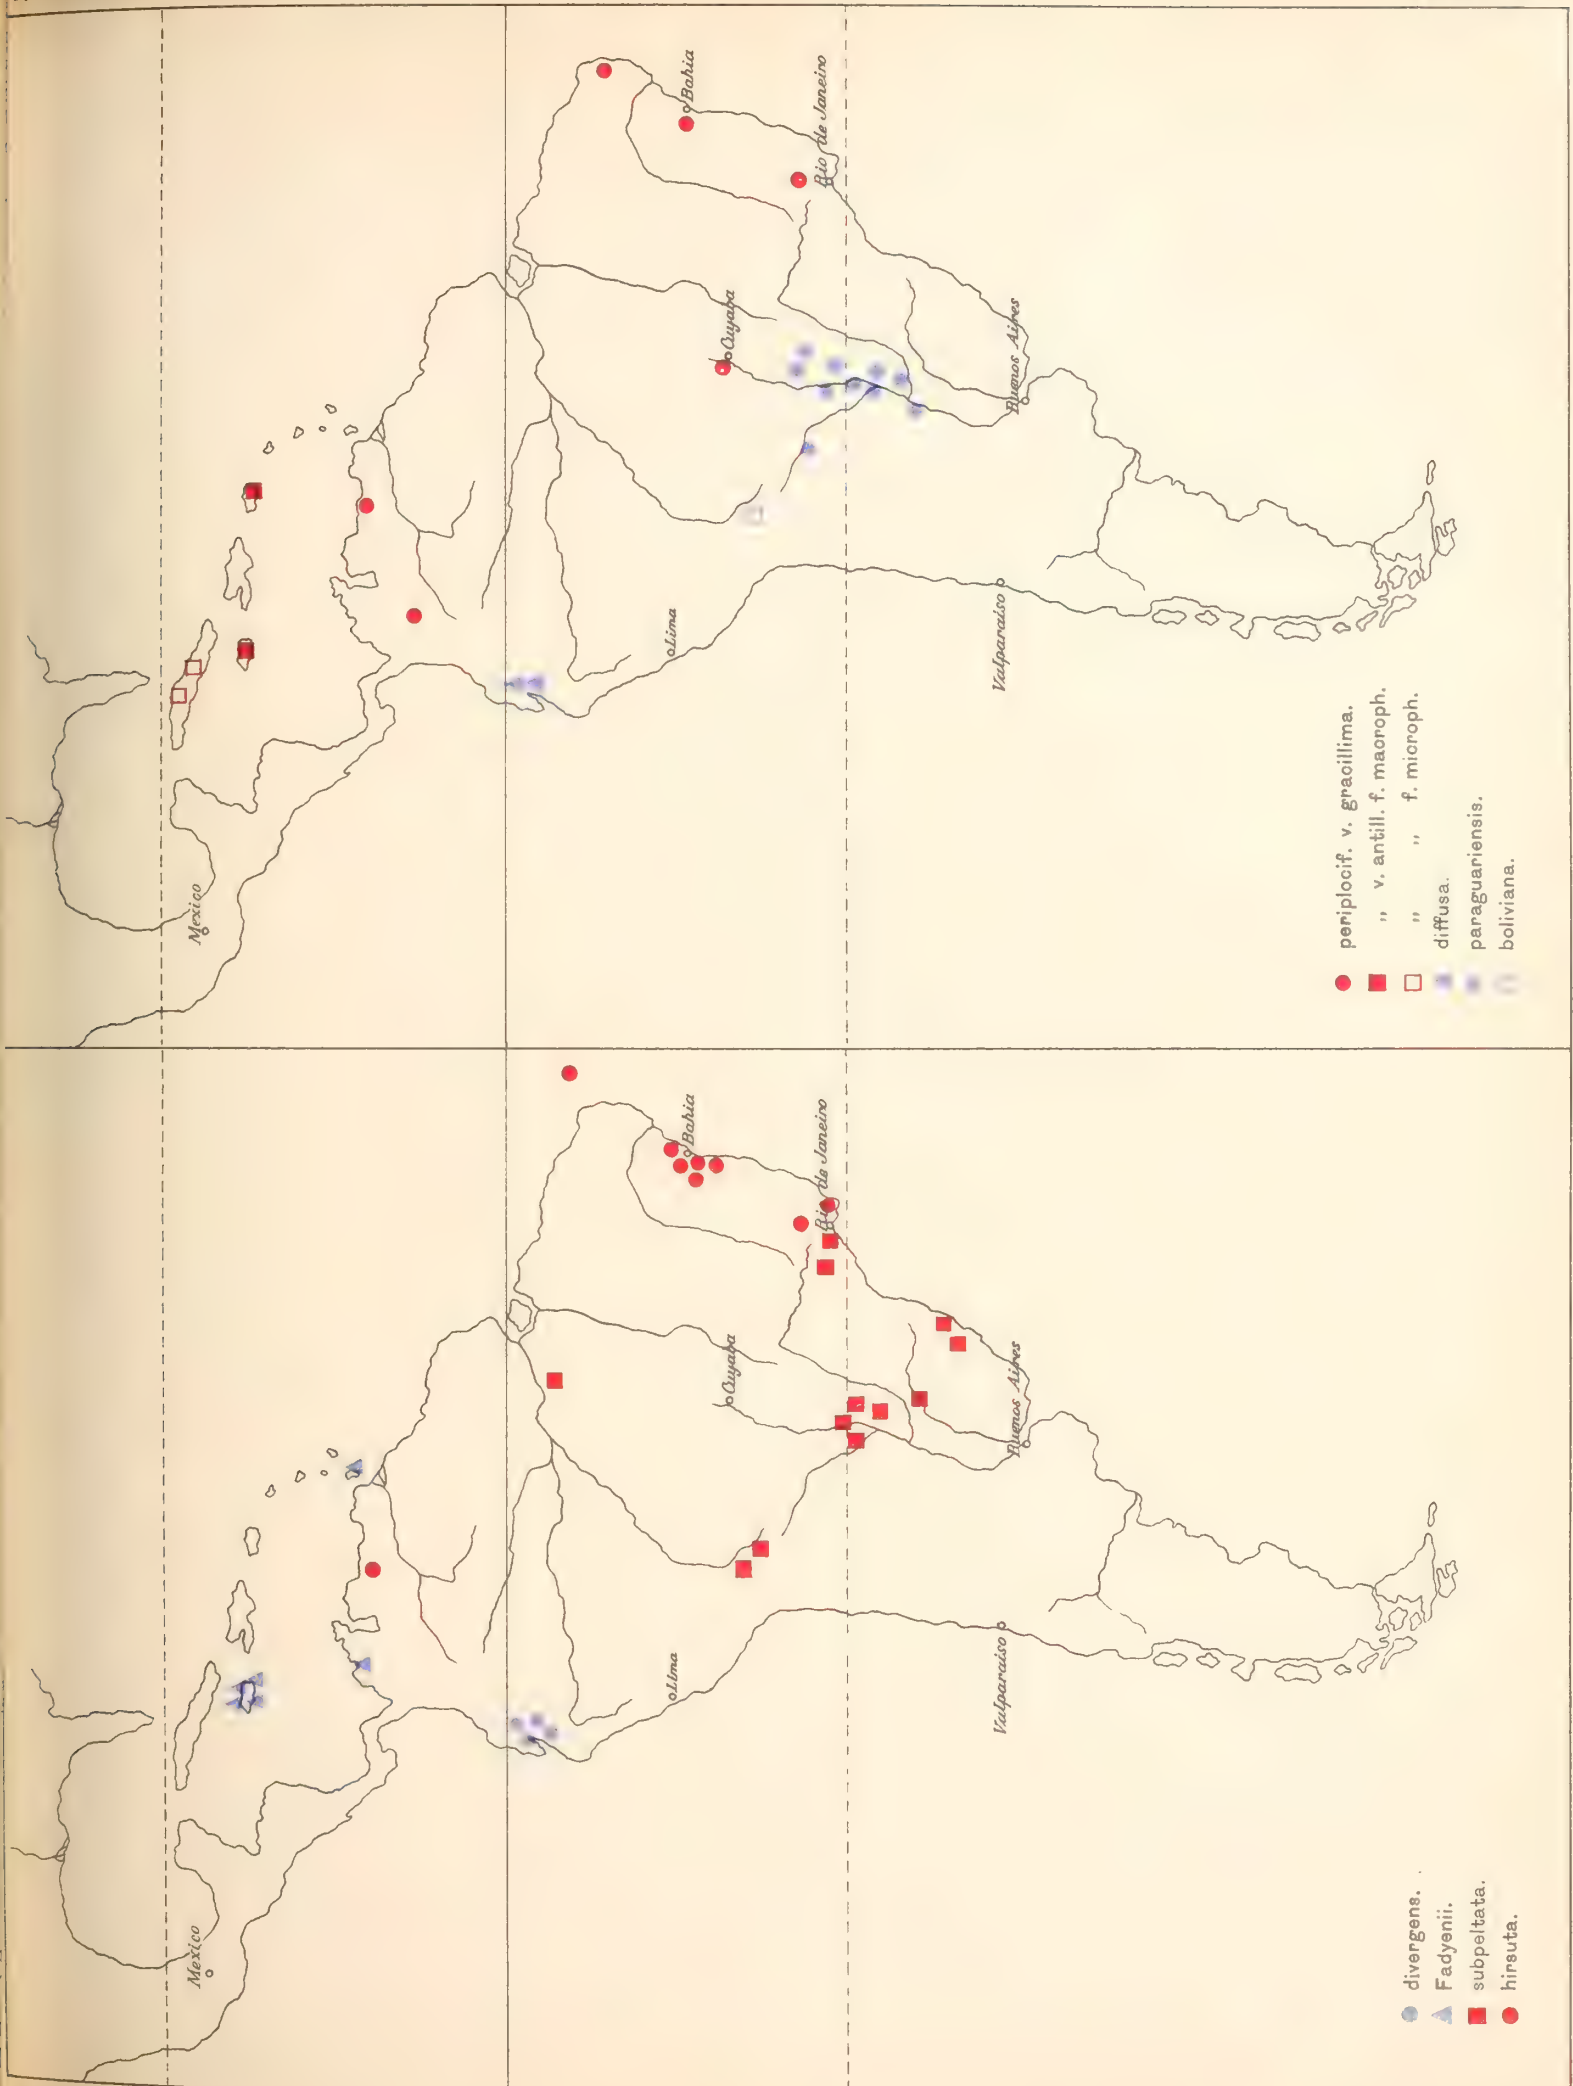 Mexico
Lima
Cuyaba
Bahia
Rio de Janeiro
Valparaiso
Buenos Aires
periplocif. v. gracillima.
„ v. antill. f. macroph.
„ „ f. microph.
diffusa.
paraguariensis.
boliviana.
Mexico
Lima
Cuyaba
Bahia
Rio de Janeiro
Valparaiso
Buenos Aires
divergens.
Fadyenii.
subpeltata.
hirsuta.